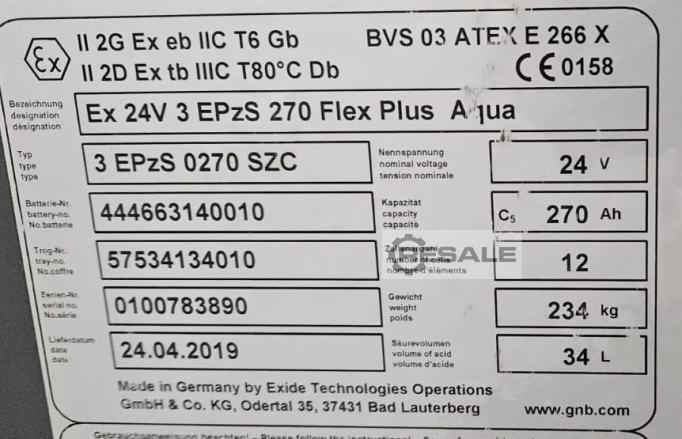 Ex II 2G Ex eb IIC T6 Gb BVS 03 ATEX E 266 X
II 2D Ex tb IIIC T80°C Db CE 0158
Bezeichnung
designation
désignation
Ex 24V 3 EPzS 270 Flex Plus Aqua
Typ
type
type
3 EPzS 0270 SZC
Nennspannung
nominal voltage
tension nominale
24 V
Batterie-Nr.
battery-no.
No.batterie
444663140010
Kapazität
capacity
capacité
C5 270 Ah
Trog-Nr.
tray-no.
No.coffre
57534134010
Zellenanzahl
number of cells
nombre d'éléments
12
RESALE
Serien-Nr.
serial no.
No.série
0100783890
Gewicht
weight
poids
234 kg
Lieferdatum
date
date
24.04.2019
Säurevolumen
volume of acid
volume d'acide
34 L
Made in Germany by Exide Technologies Operations
GmbH & Co. KG, Odertal 35, 37431 Bad Lauterberg www.gnb.com